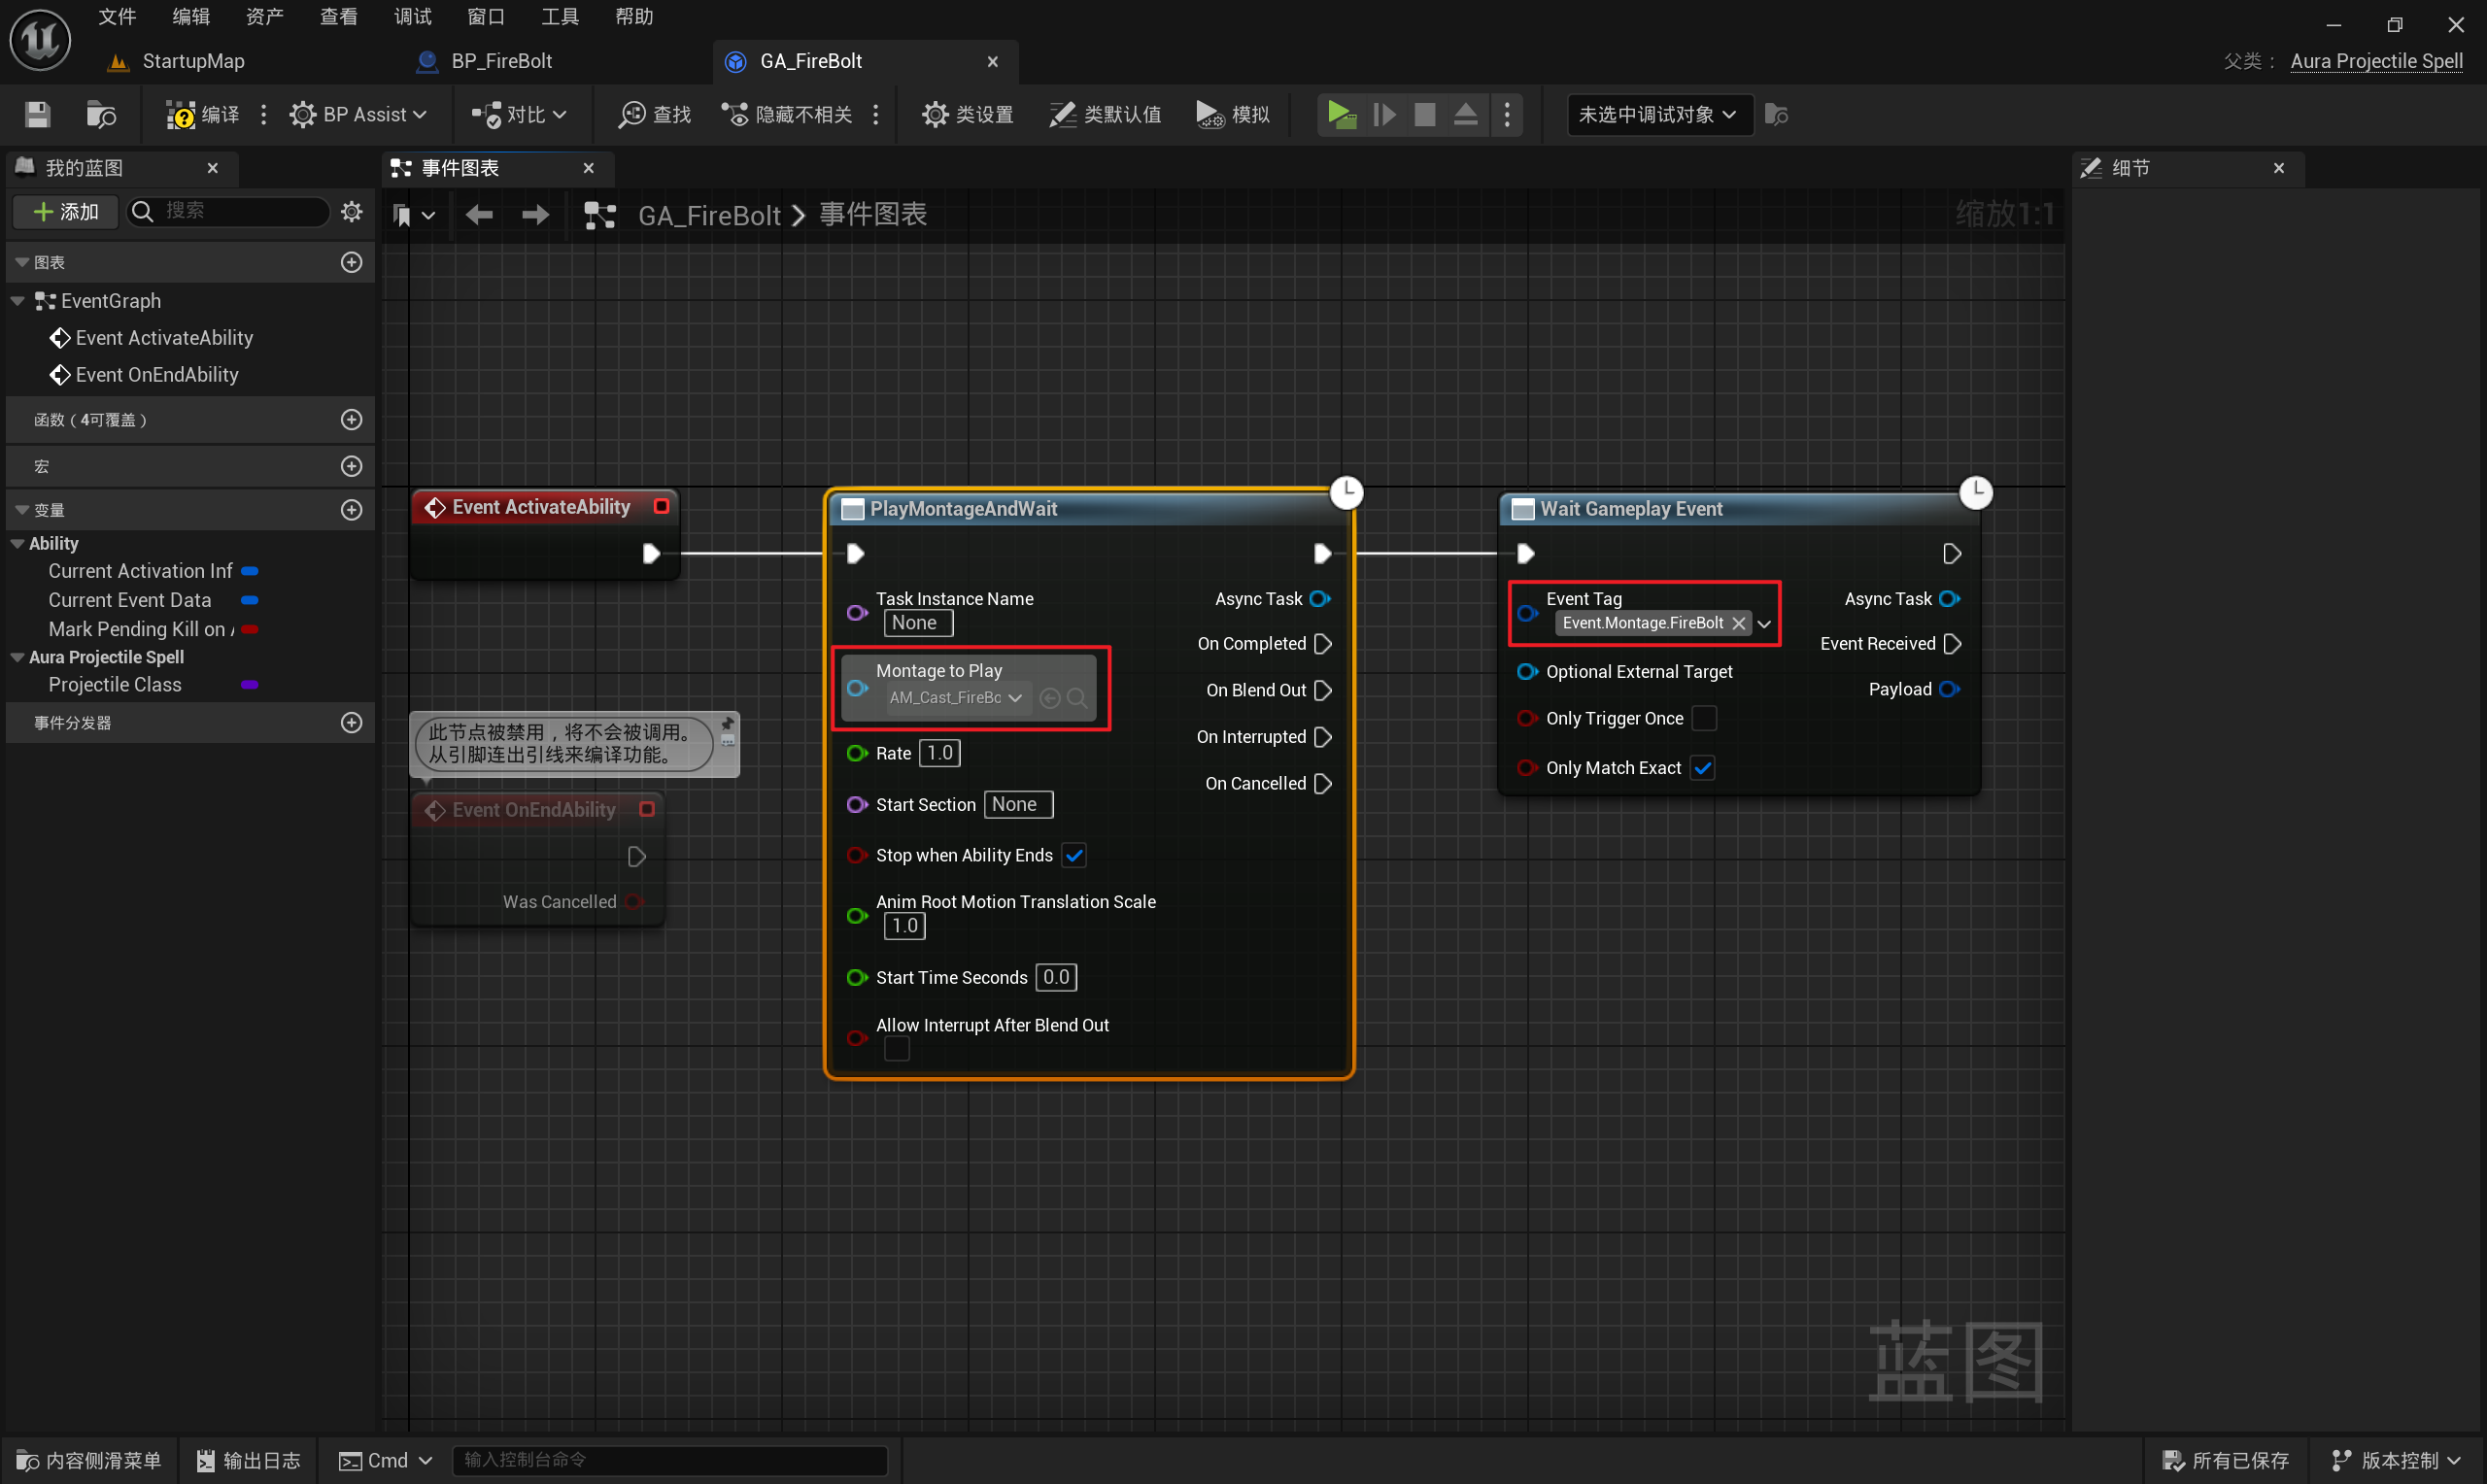 文件 编辑 资产 查看 调试 窗口 工具 帮助
StartupMap BP_FireBolt GA_FireBolt 父类： Aura Projectile Spell
编译 BP Assist 对比 查找 隐藏不相关 类设置 类默认值 模拟 未选中调试对象
我的蓝图 事件图表 细节
添加 搜索 GA_FireBolt 事件图表 缩放1:1
图表
EventGraph
Event ActivateAbility
Event OnEndAbility
函数（4可覆盖）
宏
变量
Ability
Current Activation Inf
Current Event Data
Mark Pending Kill on
Aura Projectile Spell
Projectile Class
事件分发器
Event ActivateAbility
此节点被禁用，将不会被调用。
从引脚连出引线来编译功能。
Event OnEndAbility
Was Cancelled
PlayMontageAndWait
Task Instance Name
None
Montage to Play
AM_Cast_FireBc
Rate 1.0
Start Section None
Stop when Ability Ends
Anim Root Motion Translation Scale
1.0
Start Time Seconds 0.0
Allow Interrupt After Blend Out
Async Task
On Completed
On Blend Out
On Interrupted
On Cancelled
Wait Gameplay Event
Event Tag
Event.Montage.FireBolt
Optional External Target
Only Trigger Once
Only Match Exact
Async Task
Event Received
Payload
蓝图
内容侧滑菜单 输出日志 Cmd 输入控制台命令 所有已保存 版本控制